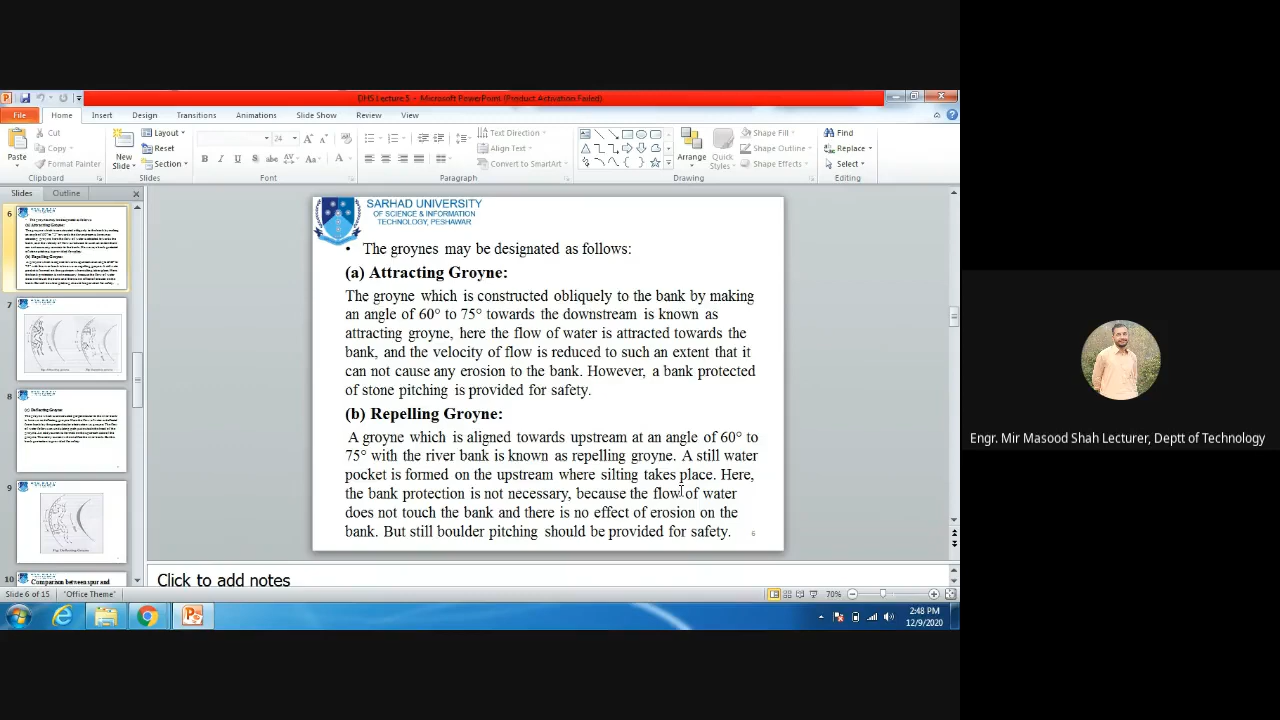 DHS Lecture 5 - Microsoft PowerPoint (Product Activation Failed)
File Home Insert Design Transitions Animations Slide Show Review View
Paste Cut Copy Format Painter Clipboard
New Slide Layout Reset Section Slides
24 Font
Text Direction Align Text Convert to SmartArt Paragraph
Arrange Quick Styles Shape Fill Shape Outline Shape Effects Drawing
Find Replace Select Editing
Slides Outline
6
7
8
9
10
Comparison between spur and
SARHAD UNIVERSITY
OF SCIENCE & INFORMATION
TECHNOLOGY, PESHAWAR
• The groynes may be designated as follows:
(a) Attracting Groyne:
The groyne which is constructed obliquely to the bank by making
an angle of 60° to 75° towards the downstream is known as
attracting groyne, here the flow of water is attracted towards the
bank, and the velocity of flow is reduced to such an extent that it
can not cause any erosion to the bank. However, a bank protected
of stone pitching is provided for safety.
(b) Repelling Groyne:
A groyne which is aligned towards upstream at an angle of 60° to
75° with the river bank is known as repelling groyne. A still water
pocket is formed on the upstream where silting takes place. Here,
the bank protection is not necessary, because the flow of water
does not touch the bank and there is no effect of erosion on the
bank. But still boulder pitching should be provided for safety.
6
Click to add notes
Slide 6 of 15 "Office Theme" 70%
2:48 PM
12/9/2020
Engr. Mir Masood Shah Lecturer, Deptt of Technology